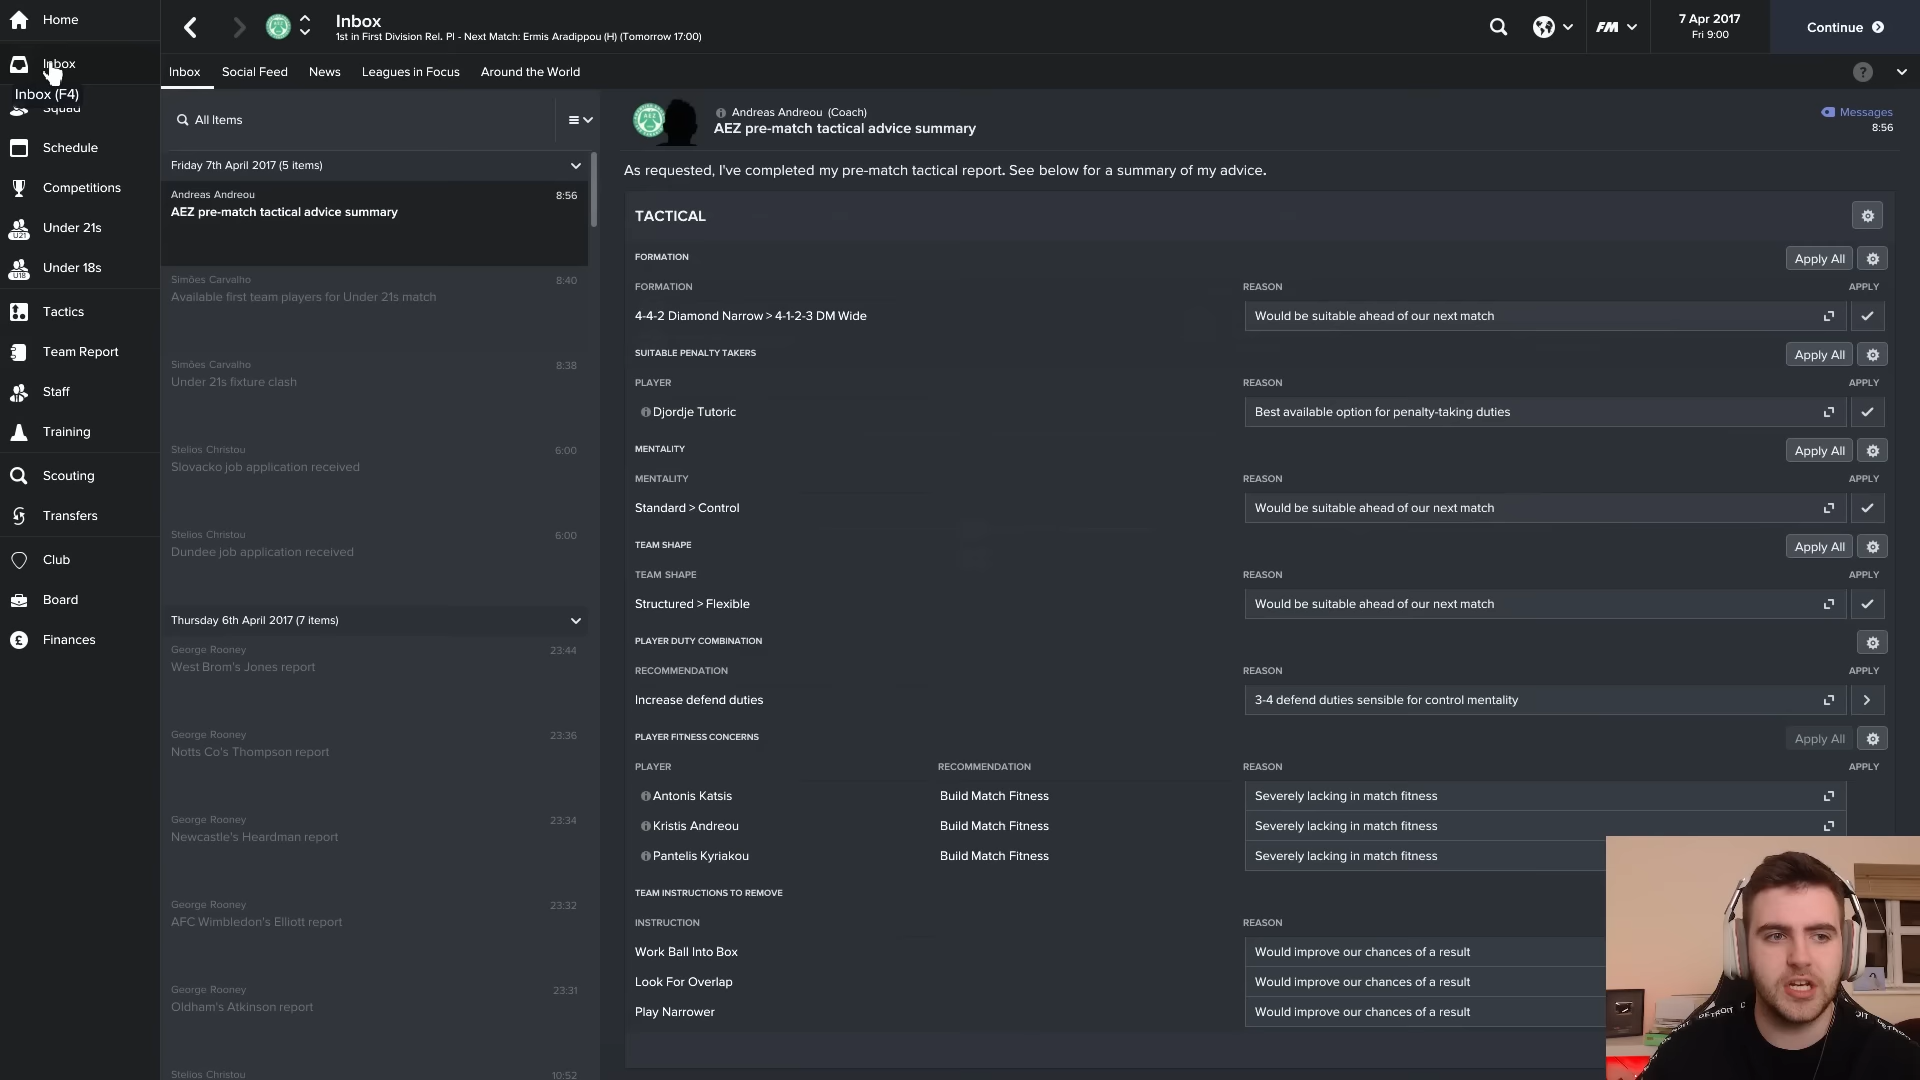 Home
Inbox
Inbox (F4)
Squad
Schedule
Competitions
U21
Under 21s
U18
Under 18s
Tactics
Team Report
Staff
Training
Scouting
Transfers
Club
Board
Finances
Inbox
1st in First Division Rel. Pl - Next Match: Ermis Aradippou (H) (Tomorrow 17:00)
FM
7 Apr 2017
Fri 9:00
Continue
Inbox
Social Feed
News
Leagues in Focus
Around the World
?
All Items
Friday 7th April 2017 (5 items)
Andreas Andreou 8:56
AEZ pre-match tactical advice summary
Simões Carvalho 8:40
Available first team players for Under 21s match
Simões Carvalho 8:38
Under 21s fixture clash
Stelios Christou 6:00
Slovacko job application received
Stelios Christou 6:00
Dundee job application received
Thursday 6th April 2017 (7 items)
George Rooney 23:44
West Brom's Jones report
George Rooney 23:36
Notts Co's Thompson report
George Rooney 23:34
Newcastle's Heardman report
George Rooney 23:32
AFC Wimbledon's Elliott report
George Rooney 23:31
Oldham's Atkinson report
Stelios Christou 10:52
AEZ
Andreas Andreou (Coach)
AEZ pre-match tactical advice summary
Messages
8:56
As requested, I've completed my pre-match tactical report. See below for a summary of my advice.
TACTICAL
FORMATION Apply All
FORMATION REASON APPLY
4-4-2 Diamond Narrow > 4-1-2-3 DM Wide Would be suitable ahead of our next match
SUITABLE PENALTY TAKERS Apply All
PLAYER REASON APPLY
Djordje Tutoric Best available option for penalty-taking duties
MENTALITY Apply All
MENTALITY REASON APPLY
Standard > Control Would be suitable ahead of our next match
TEAM SHAPE Apply All
TEAM SHAPE REASON APPLY
Structured > Flexible Would be suitable ahead of our next match
PLAYER DUTY COMBINATION
RECOMMENDATION REASON APPLY
Increase defend duties 3-4 defend duties sensible for control mentality
PLAYER FITNESS CONCERNS Apply All
PLAYER RECOMMENDATION REASON APPLY
Antonis Katsis Build Match Fitness Severely lacking in match fitness
Kristis Andreou Build Match Fitness Severely lacking in match fitness
Pantelis Kyriakou Build Match Fitness Severely lacking in match fitness
TEAM INSTRUCTIONS TO REMOVE
INSTRUCTION REASON
Work Ball Into Box Would improve our chances of a result
Look For Overlap Would improve our chances of a result
Play Narrower Would improve our chances of a result